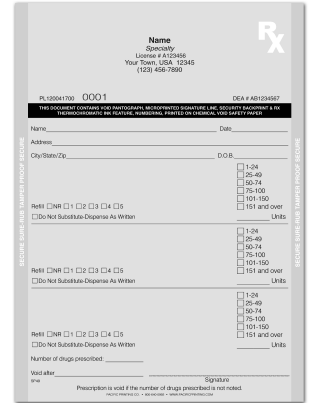 Rx
Name
Specialty
License # A123456
Your Town, USA 12345
(123) 456-7890
PL120041700 0001 DEA # AB1234567
THIS DOCUMENT CONTAINS VOID PANTOGRAPH, MICROPRINTED SIGNATURE LINE, SECURITY BACKPRINT & RX
THERMOCHROMATIC INK FEATURE, NUMBERING, PRINTED ON CHEMICAL VOID SAFETY PAPER
SECURE SURE-RUB TAMPER PROOF SECURE
Name Date
Address
City/State/Zip D.O.B.
1-24
25-49
50-74
75-100
101-150
Refill NR 1 2 3 4 5 151 and over
Do Not Substitute-Dispense As Written Units
1-24
25-49
50-74
75-100
101-150
Refill NR 1 2 3 4 5 151 and over
Do Not Substitute-Dispense As Written Units
1-24
25-49
50-74
75-100
101-150
Refill NR 1 2 3 4 5 151 and over
Do Not Substitute-Dispense As Written Units
Number of drugs prescribed:
Void after
Signature
Prescription is void if the number of drugs prescribed is not noted.
PACIFIC PRINTING CO.
SECURE SURE-RUB TAMPER PROOF SECURE